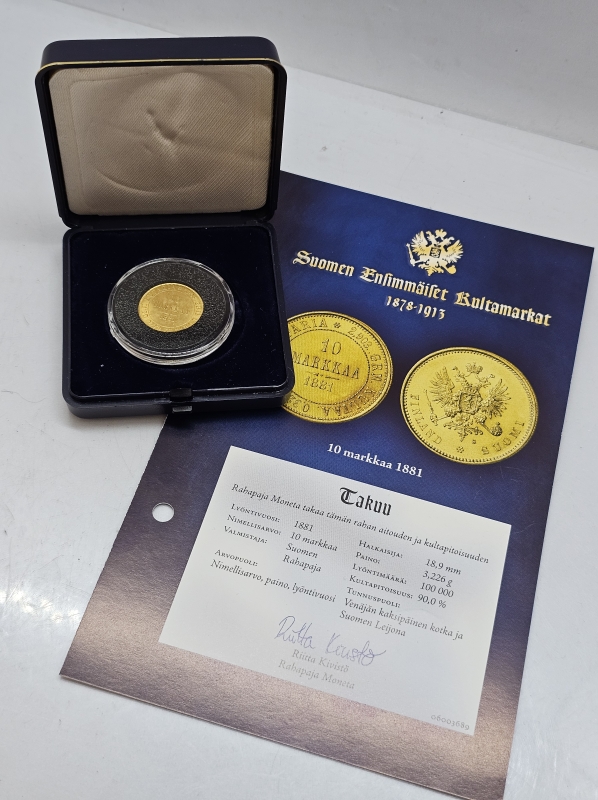 Suomen Ensimmäiset Kultamarkat
1878-1913
10
MARKKAA
1881
FINLAND * S * SUOMI
10 markkaa 1881
Takuu
Rahapaja Moneta takaa tämän rahan aitouden ja kultapitoisuuden
Lyöntivuosi: 1881
Nimellisarvo: 10 markkaa
Valmistaja: Suomen
Rahapaja
Arvopuoli:
Nimellisarvo, paino, lyöntivuosi
Halkaisija: 18,9 mm
Paino: 3,226 g
Lyöntimäärä: 100 000
Kultapitoisuus: 90,0 %
Tunnuspuoli:
Venäjän kaksipäinen kotka ja
Suomen Leijona
Riitta Kivistö
Riitta Kivistö
Rahapaja Moneta